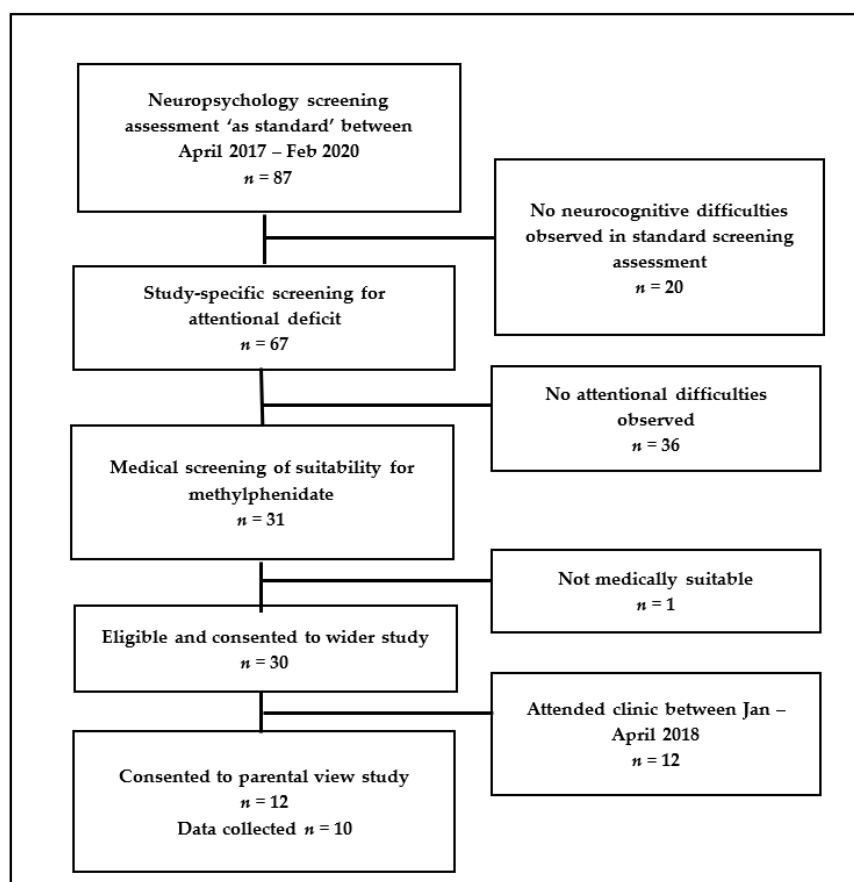 Neuropsychology screening
assessment ‘as standard’ between
April 2017 – Feb 2020
n = 87
No neurocognitive difficulties
observed in standard screening
assessment
n = 20
Study-specific screening for
attentional deficit
n = 67
No attentional difficulties
observed
n = 36
Medical screening of suitability for
methylphenidate
n = 31
Not medically suitable
n = 1
Eligible and consented to wider study
n = 30
Attended clinic between Jan –
April 2018
n = 12
Consented to parental view study
n = 12
Data collected n = 10